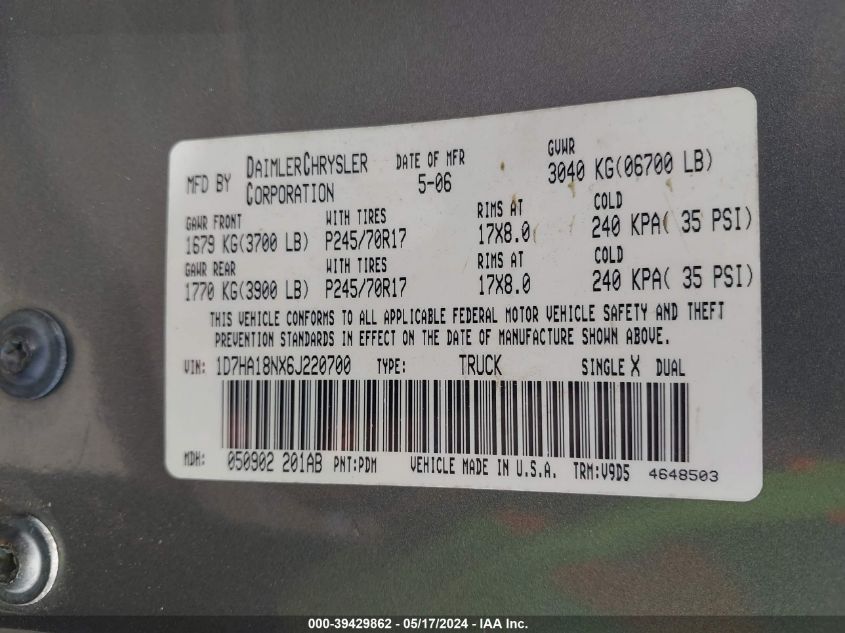 MFD BY DAIMLERCHRYSLER CORPORATION DATE OF MFR 5-06 GVWR 3040 KG(06700 LB)
GAWR FRONT WITH TIRES RIMS AT COLD
1679 KG(3700 LB) P245/70R17 17X8.0 240 KPA( 35 PSI)
GAWR REAR WITH TIRES RIMS AT COLD
1770 KG(3900 LB) P245/70R17 17X8.0 240 KPA( 35 PSI)
THIS VEHICLE CONFORMS TO ALL APPLICABLE FEDERAL MOTOR VEHICLE SAFETY AND THEFT
PREVENTION STANDARDS IN EFFECT ON THE DATE OF MANUFACTURE SHOWN ABOVE.
VIN: 1D7HA18NX6J220700 TYPE: TRUCK SINGLE X DUAL
MDH: 050902 201AB PNT:PDM VEHICLE MADE IN U.S.A. TRM:V9D5 4648503
000-39429862 - 05/17/2024 - IAA Inc.